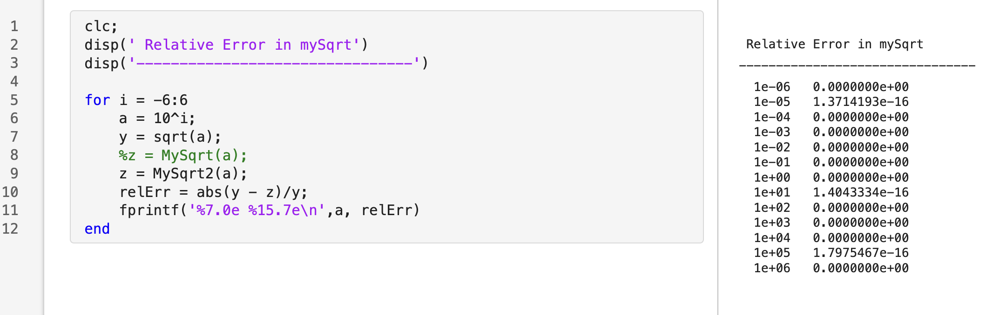 1 clc;
2 disp(' Relative Error in mySqrt')
3 disp('--------------------------------')
4
5 for i = -6:6
6     a = 10^i;
7     y = sqrt(a);
8     %z = MySqrt(a);
9     z = MySqrt2(a);
10     relErr = abs(y - z)/y;
11     fprintf('%7.0e %15.7e\n',a, relErr)
12 end
Relative Error in mySqrt
--------------------------------
1e-06   0.0000000e+00
1e-05   1.3714193e-16
1e-04   0.0000000e+00
1e-03   0.0000000e+00
1e-02   0.0000000e+00
1e-01   0.0000000e+00
1e+00   0.0000000e+00
1e+01   1.4043334e-16
1e+02   0.0000000e+00
1e+03   0.0000000e+00
1e+04   0.0000000e+00
1e+05   1.7975467e-16
1e+06   0.0000000e+00